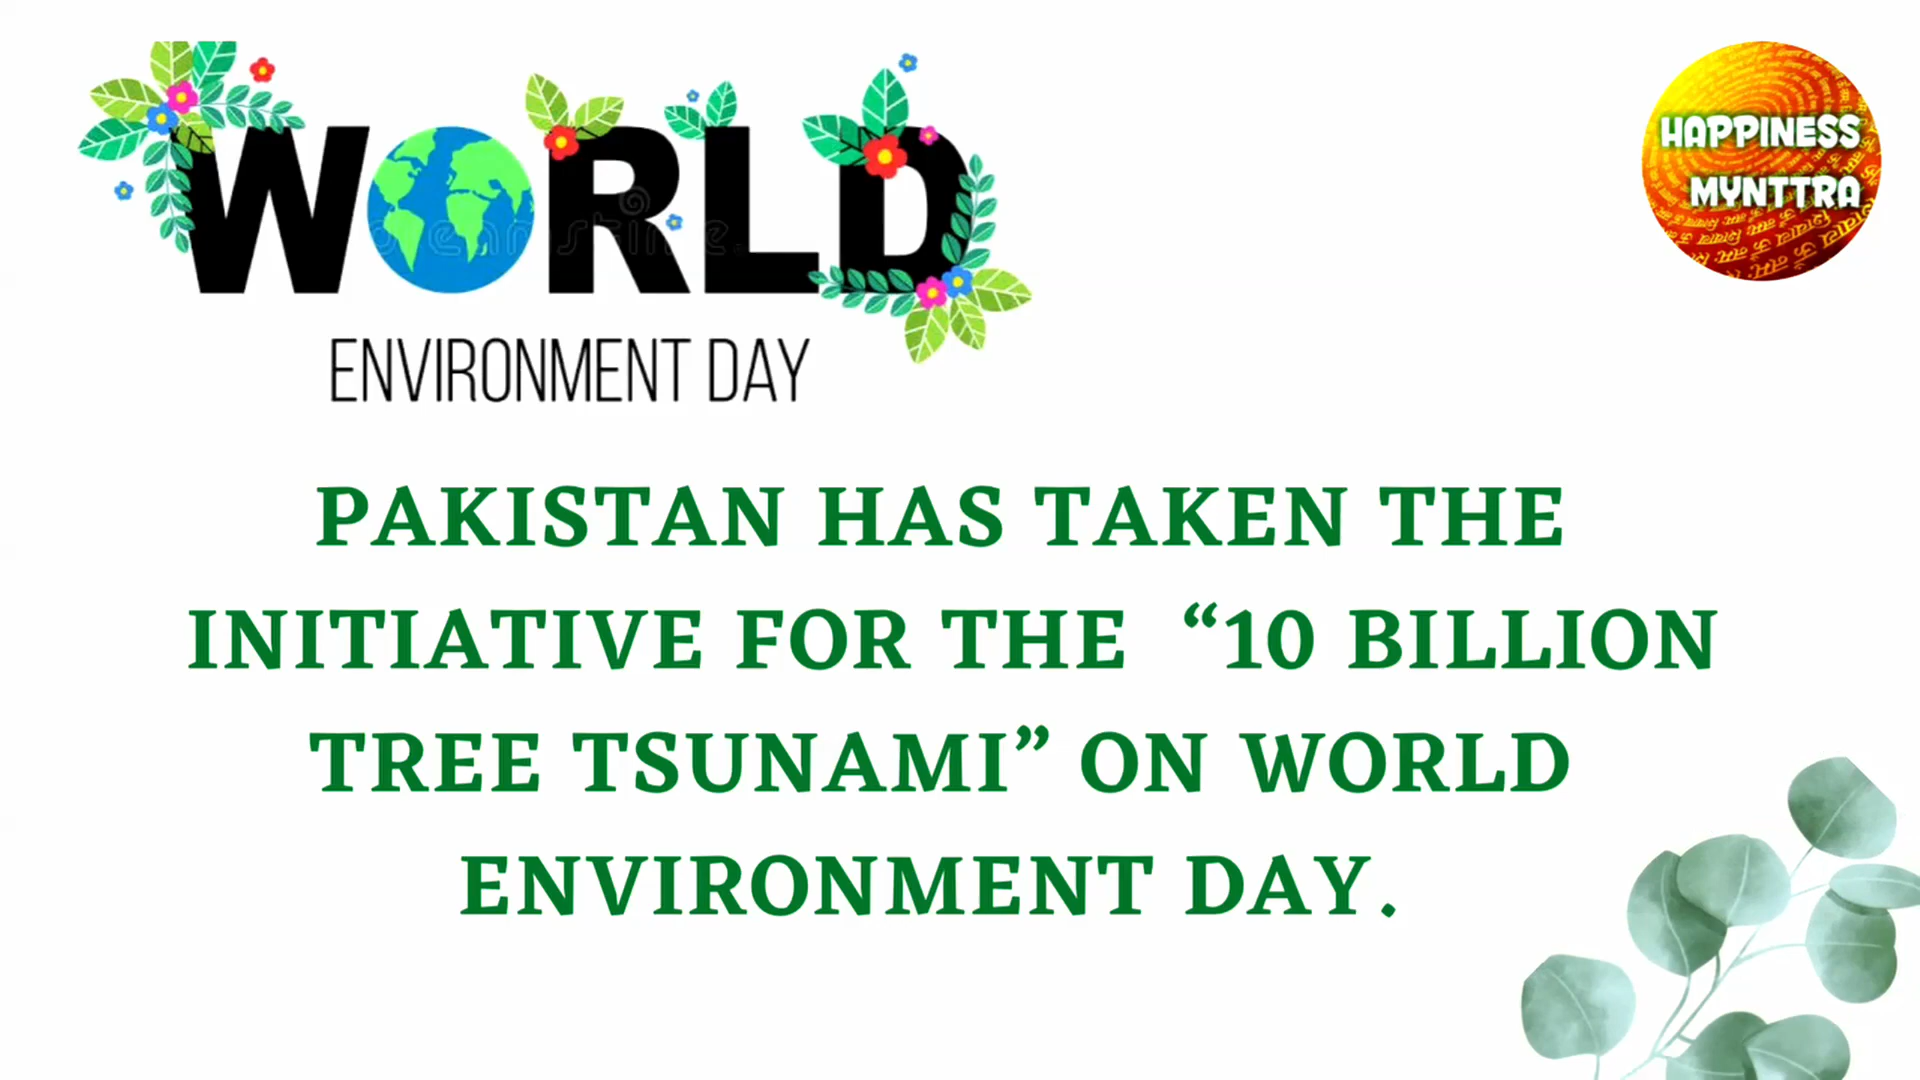 WORLD
ENVIRONMENT DAY
HAPPINESS
MYNTTRA
PAKISTAN HAS TAKEN THE
INITIATIVE FOR THE “10 BILLION
TREE TSUNAMI” ON WORLD
ENVIRONMENT DAY.